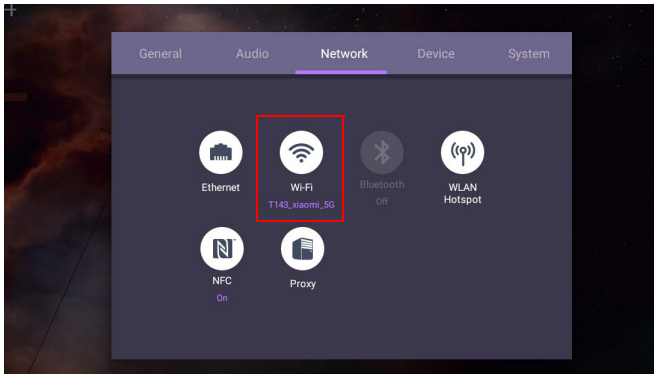 General Audio Network Device System
Ethernet Wi-Fi Bluetooth WLAN
Hotspot
T143_xiaomi_5G Off
NFC Proxy
On